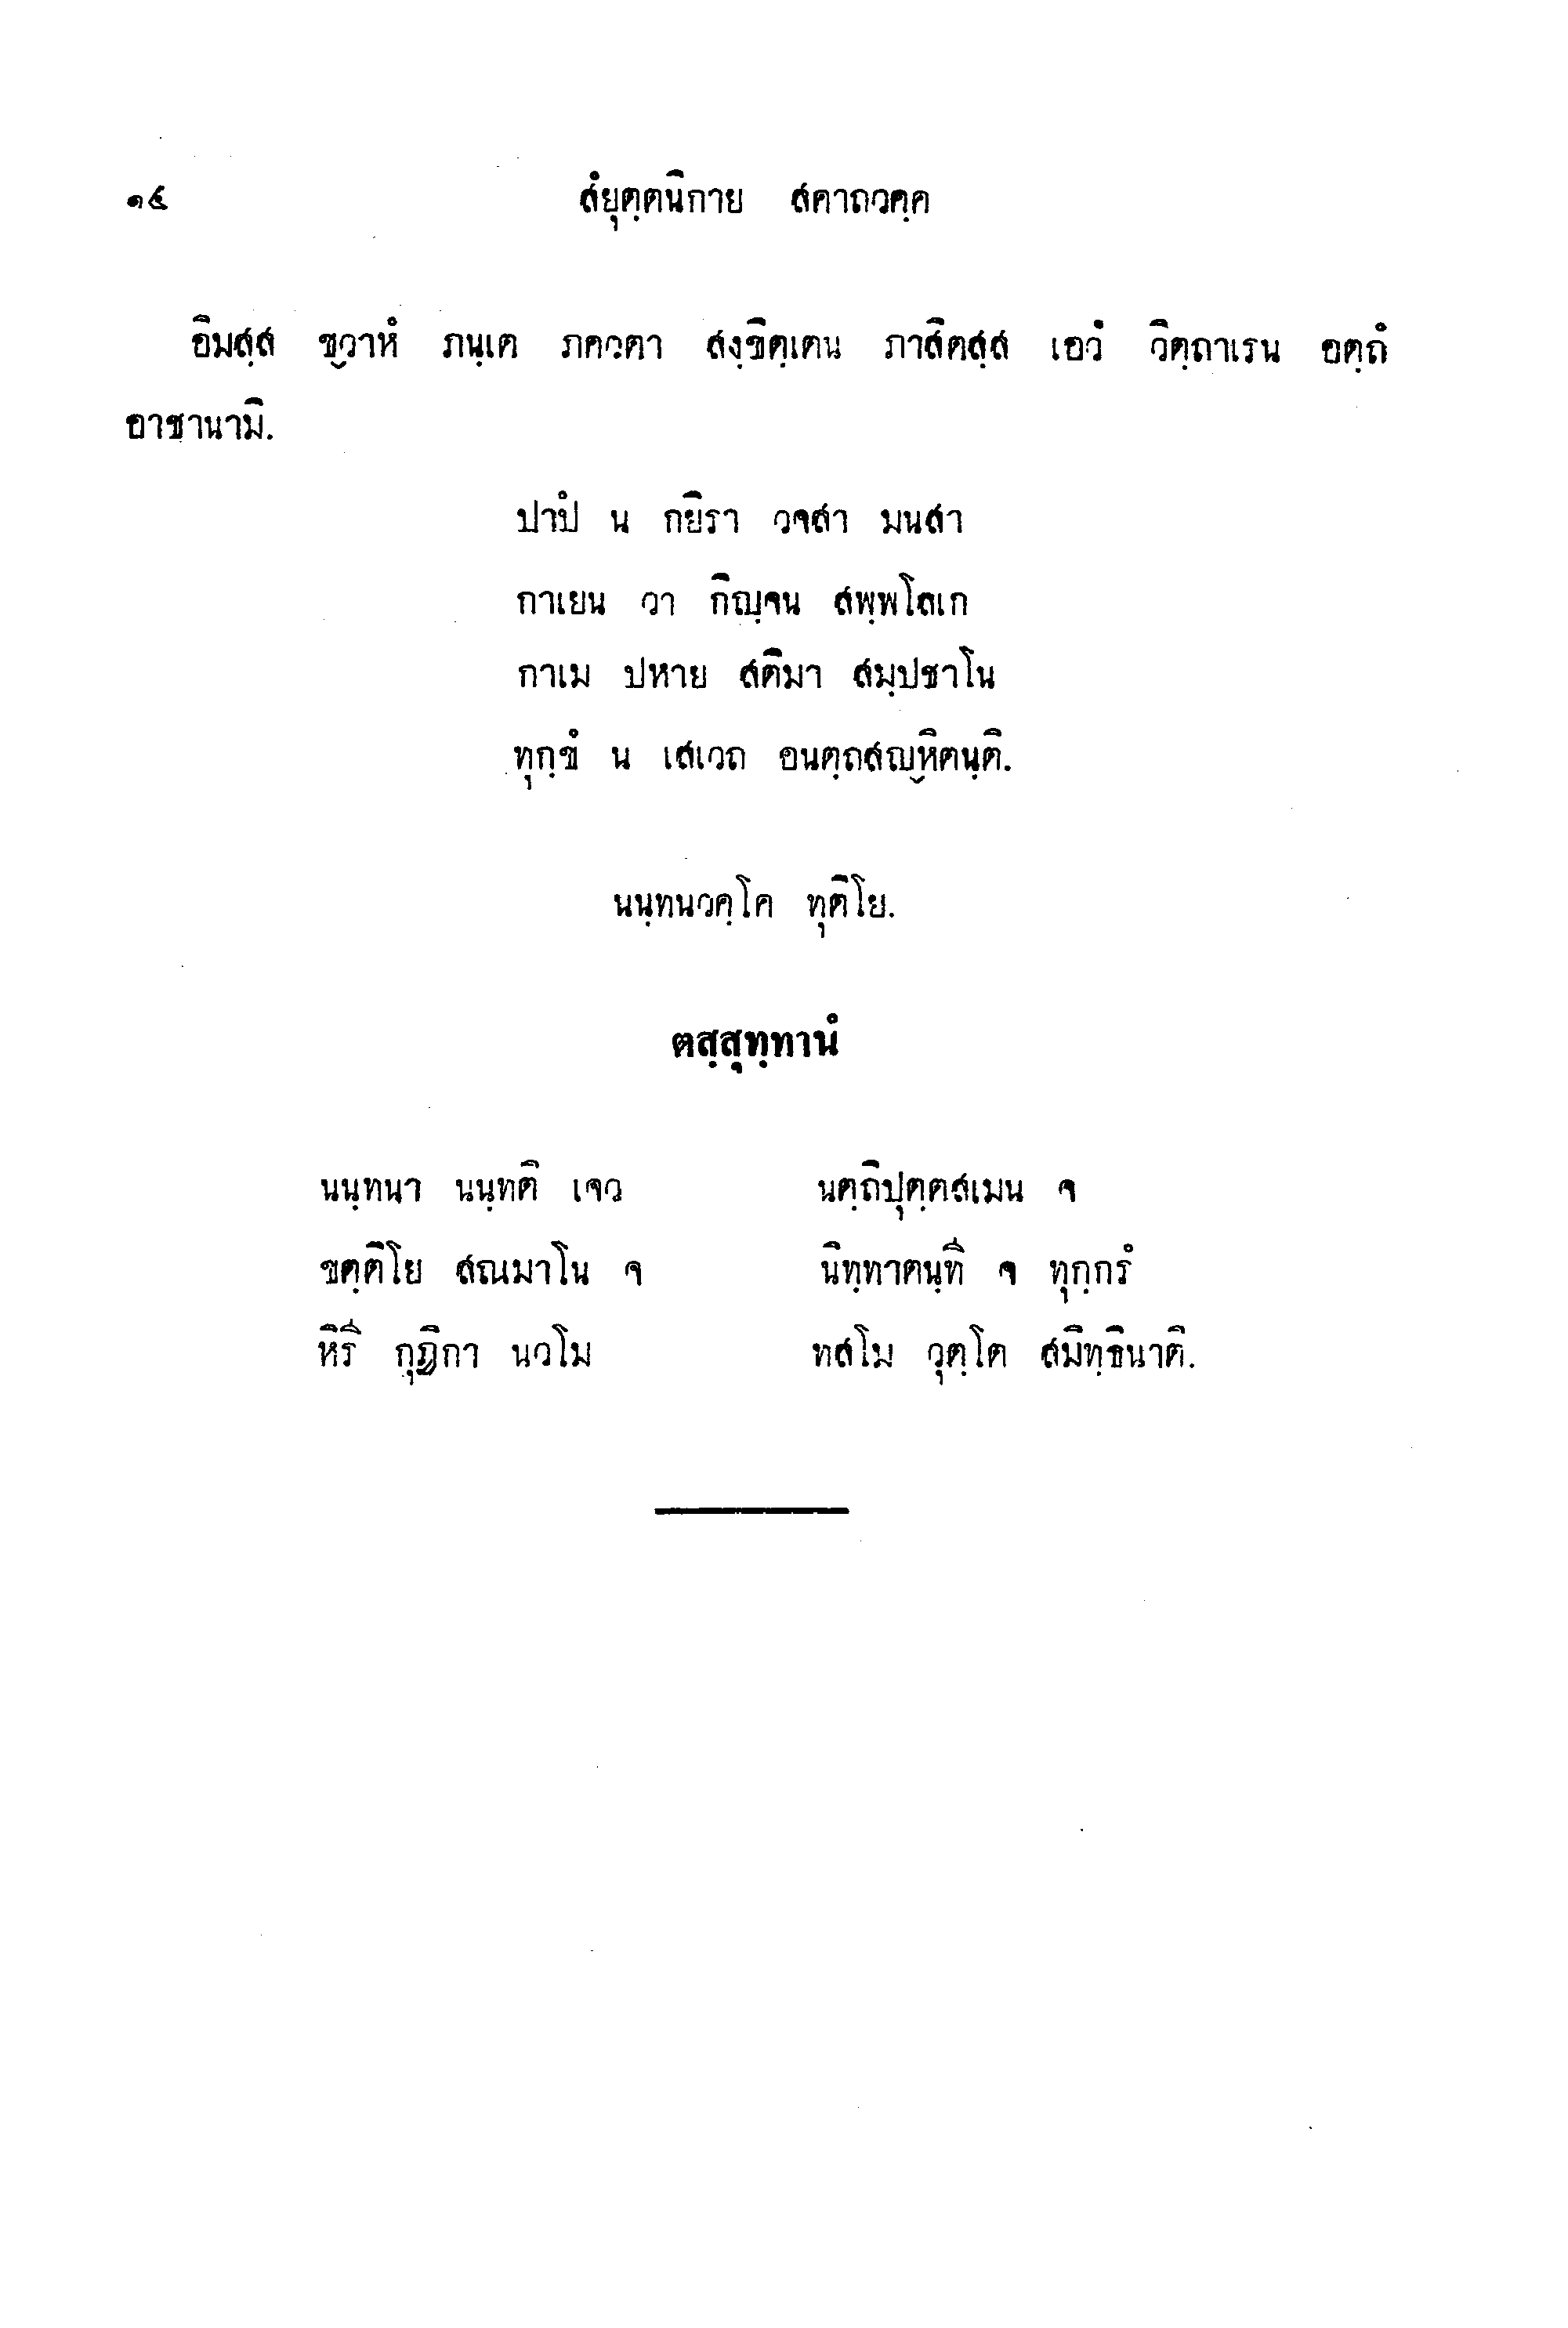 ๑๔ สํยุตฺตนิกาย สคาถวคฺค
อิมสฺส ขฺวาหํ ภนฺเต ภควตา สงฺขิตฺเตน ภาสิตสฺส เอวํ วิตฺถาเรน อตฺถํ
อาชานามิ.
ปาปํ น กยิรา วจสา มนสา
กาเยน วา กิญฺจน สพฺพโลเก
กาเม ปหาย สติมา สมฺปชาโน
ทุกฺขํ น เสเวถ อนตฺถสญฺหิตนฺติ.
นนฺทนวคฺโค ทุติโย.
ตสฺสุทฺทานํ
นนฺทนา นนฺทติ เจว นตฺถิปุตฺตสเมน จ
ขตฺติโย สณมาโน จ นิทฺทาตนฺที จ ทุกฺกรํ
หิรี กุฏิกา นวโม ทสโม วุตฺโต สมิทฺธินาติ.